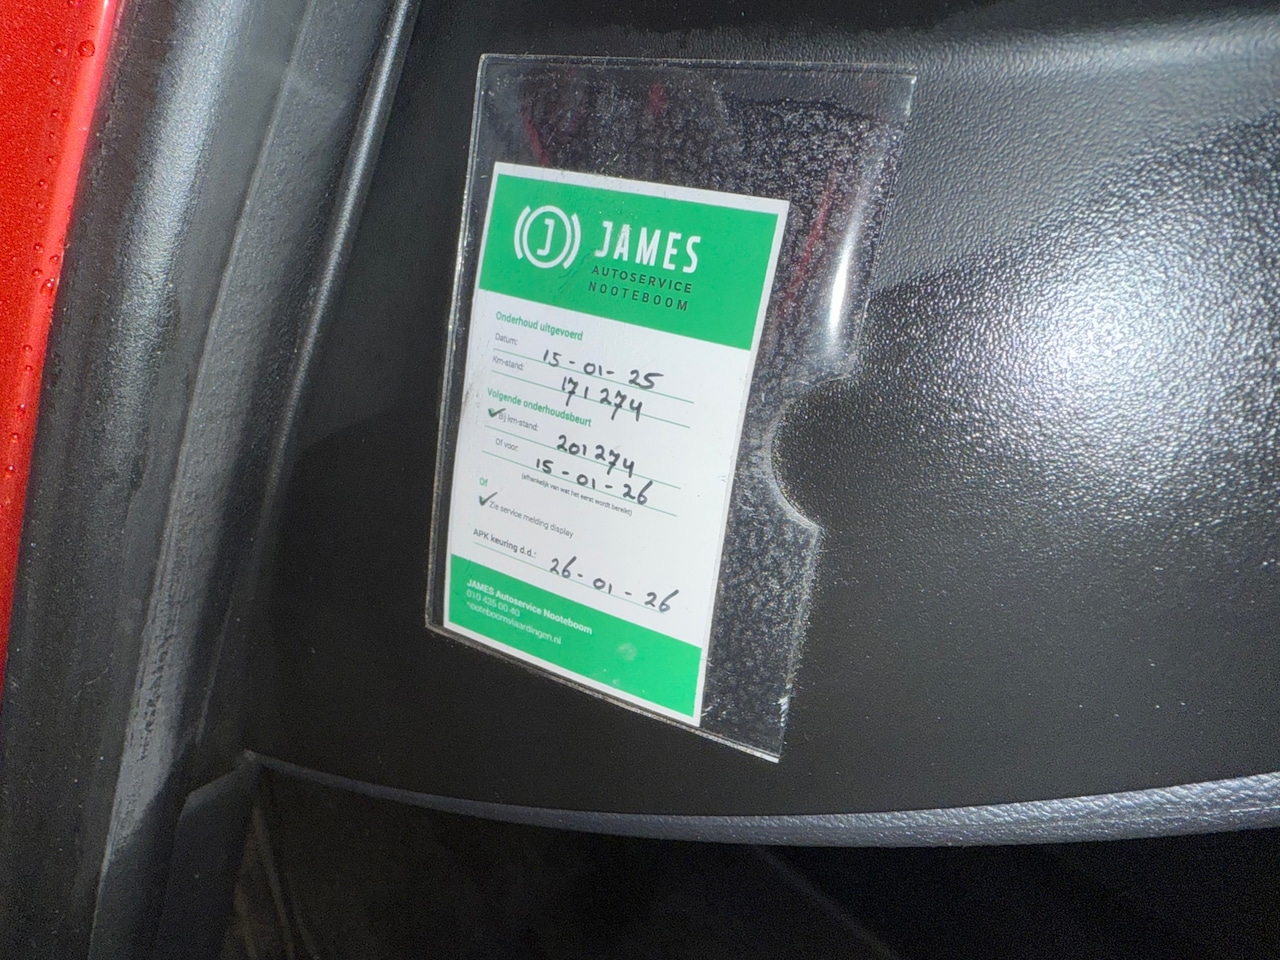 J JAMES
AUTOSERVICE
NOOTEBOOM
Onderhoud uitgevoerd
Datum: 15-01-25
Km-stand: 171274
Volgende onderhoudsbeurt
✓ Bij km-stand: 201274
Of voor: 15-01-26
(afhankelijk van wat het eerst wordt bereikt)
Of
✓ Zie service melding display
APK keuring d.d.: 26-01-26
JAMES Autoservice Nooteboom
010 435 00 40
nooteboomvlaardingen.nl